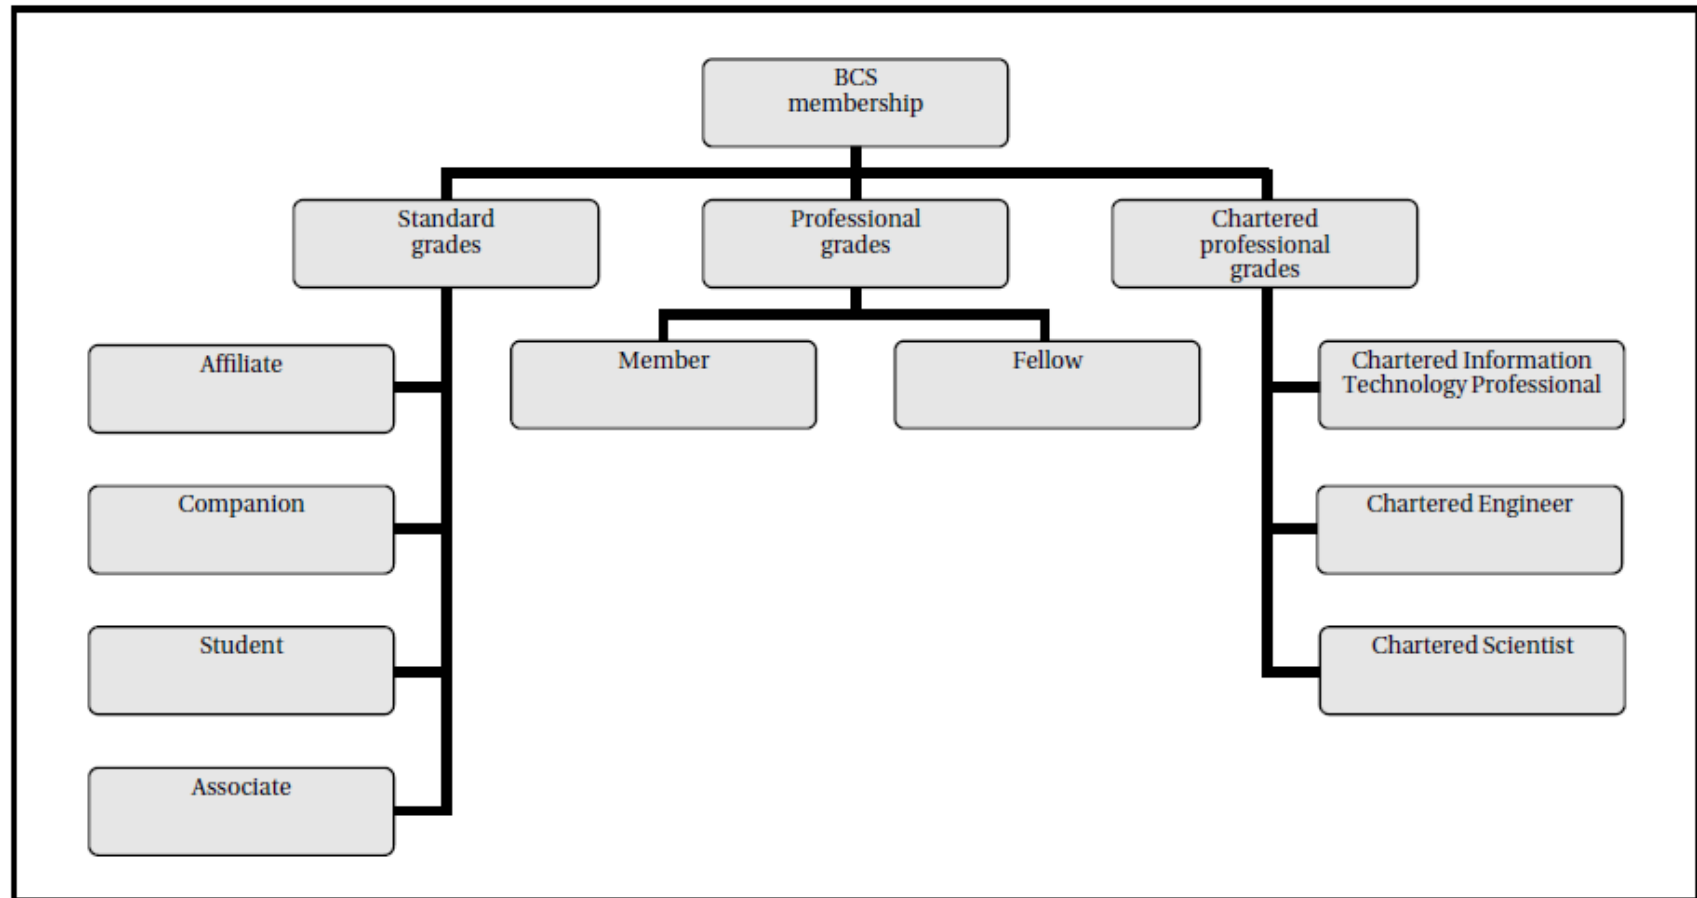 BCS
membership
Standard
grades
Professional
grades
Chartered
professional
grades
Affiliate
Member
Fellow
Chartered Information
Technology Professional
Companion
Chartered Engineer
Student
Chartered Scientist
Associate